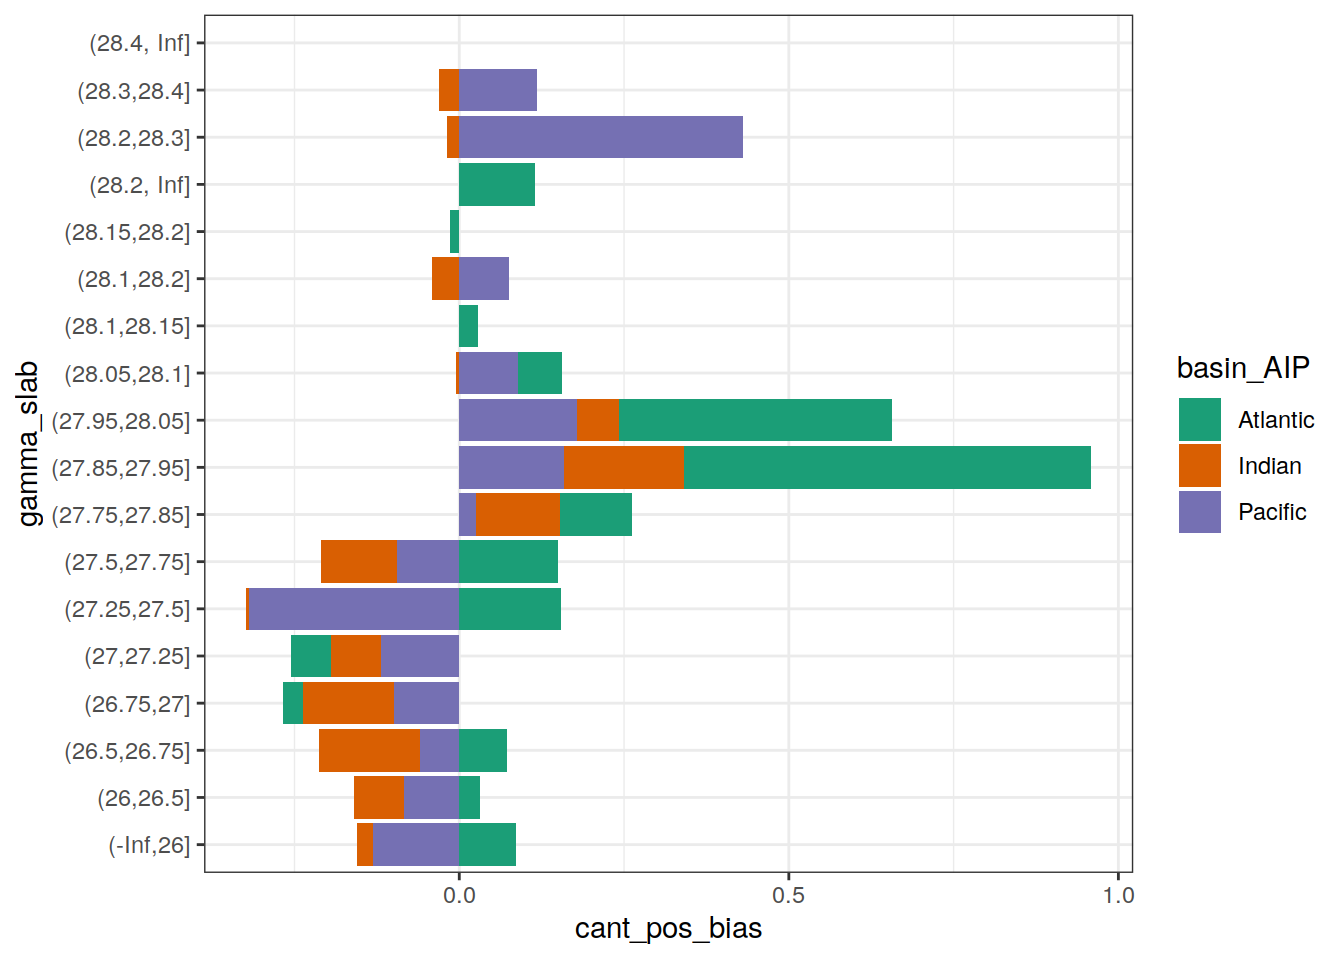 (28.4, Inf]
(28.3,28.4]
(28.2,28.3]
(28.2, Inf]
(28.15,28.2]
(28.1,28.2]
(28.1,28.15]
(28.05,28.1]
(27.95,28.05]
(27.85,27.95]
(27.75,27.85]
(27.5,27.75]
(27.25,27.5]
(27,27.25]
(26.75,27]
(26.5,26.75]
(26,26.5]
(-Inf,26]
gamma_slab
0.0 0.5 1.0
cant_pos_bias
basin_AIP
Atlantic
Indian
Pacific